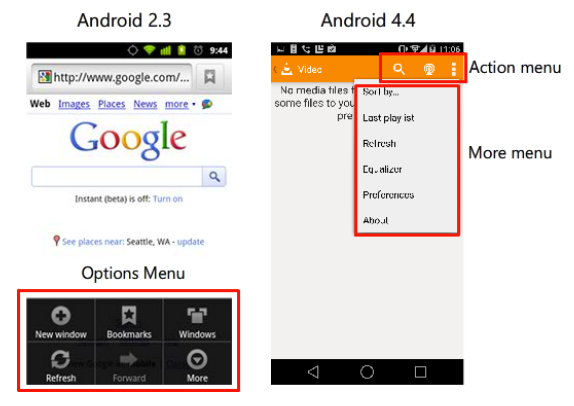 Android 2.3
9:44
http://www.google.com/...
Web Images Places News more
Google
Instant (beta) is off: Turn on
See places near: Seattle, WA - update
Options Menu
New window Bookmarks Windows
Refresh Forward More
Android 4.4
11:06
Video
No media files
some files to you
pre
Sort by...
Last playlist
Refresh
Equalizer
Preferences
About
Action menu
More menu